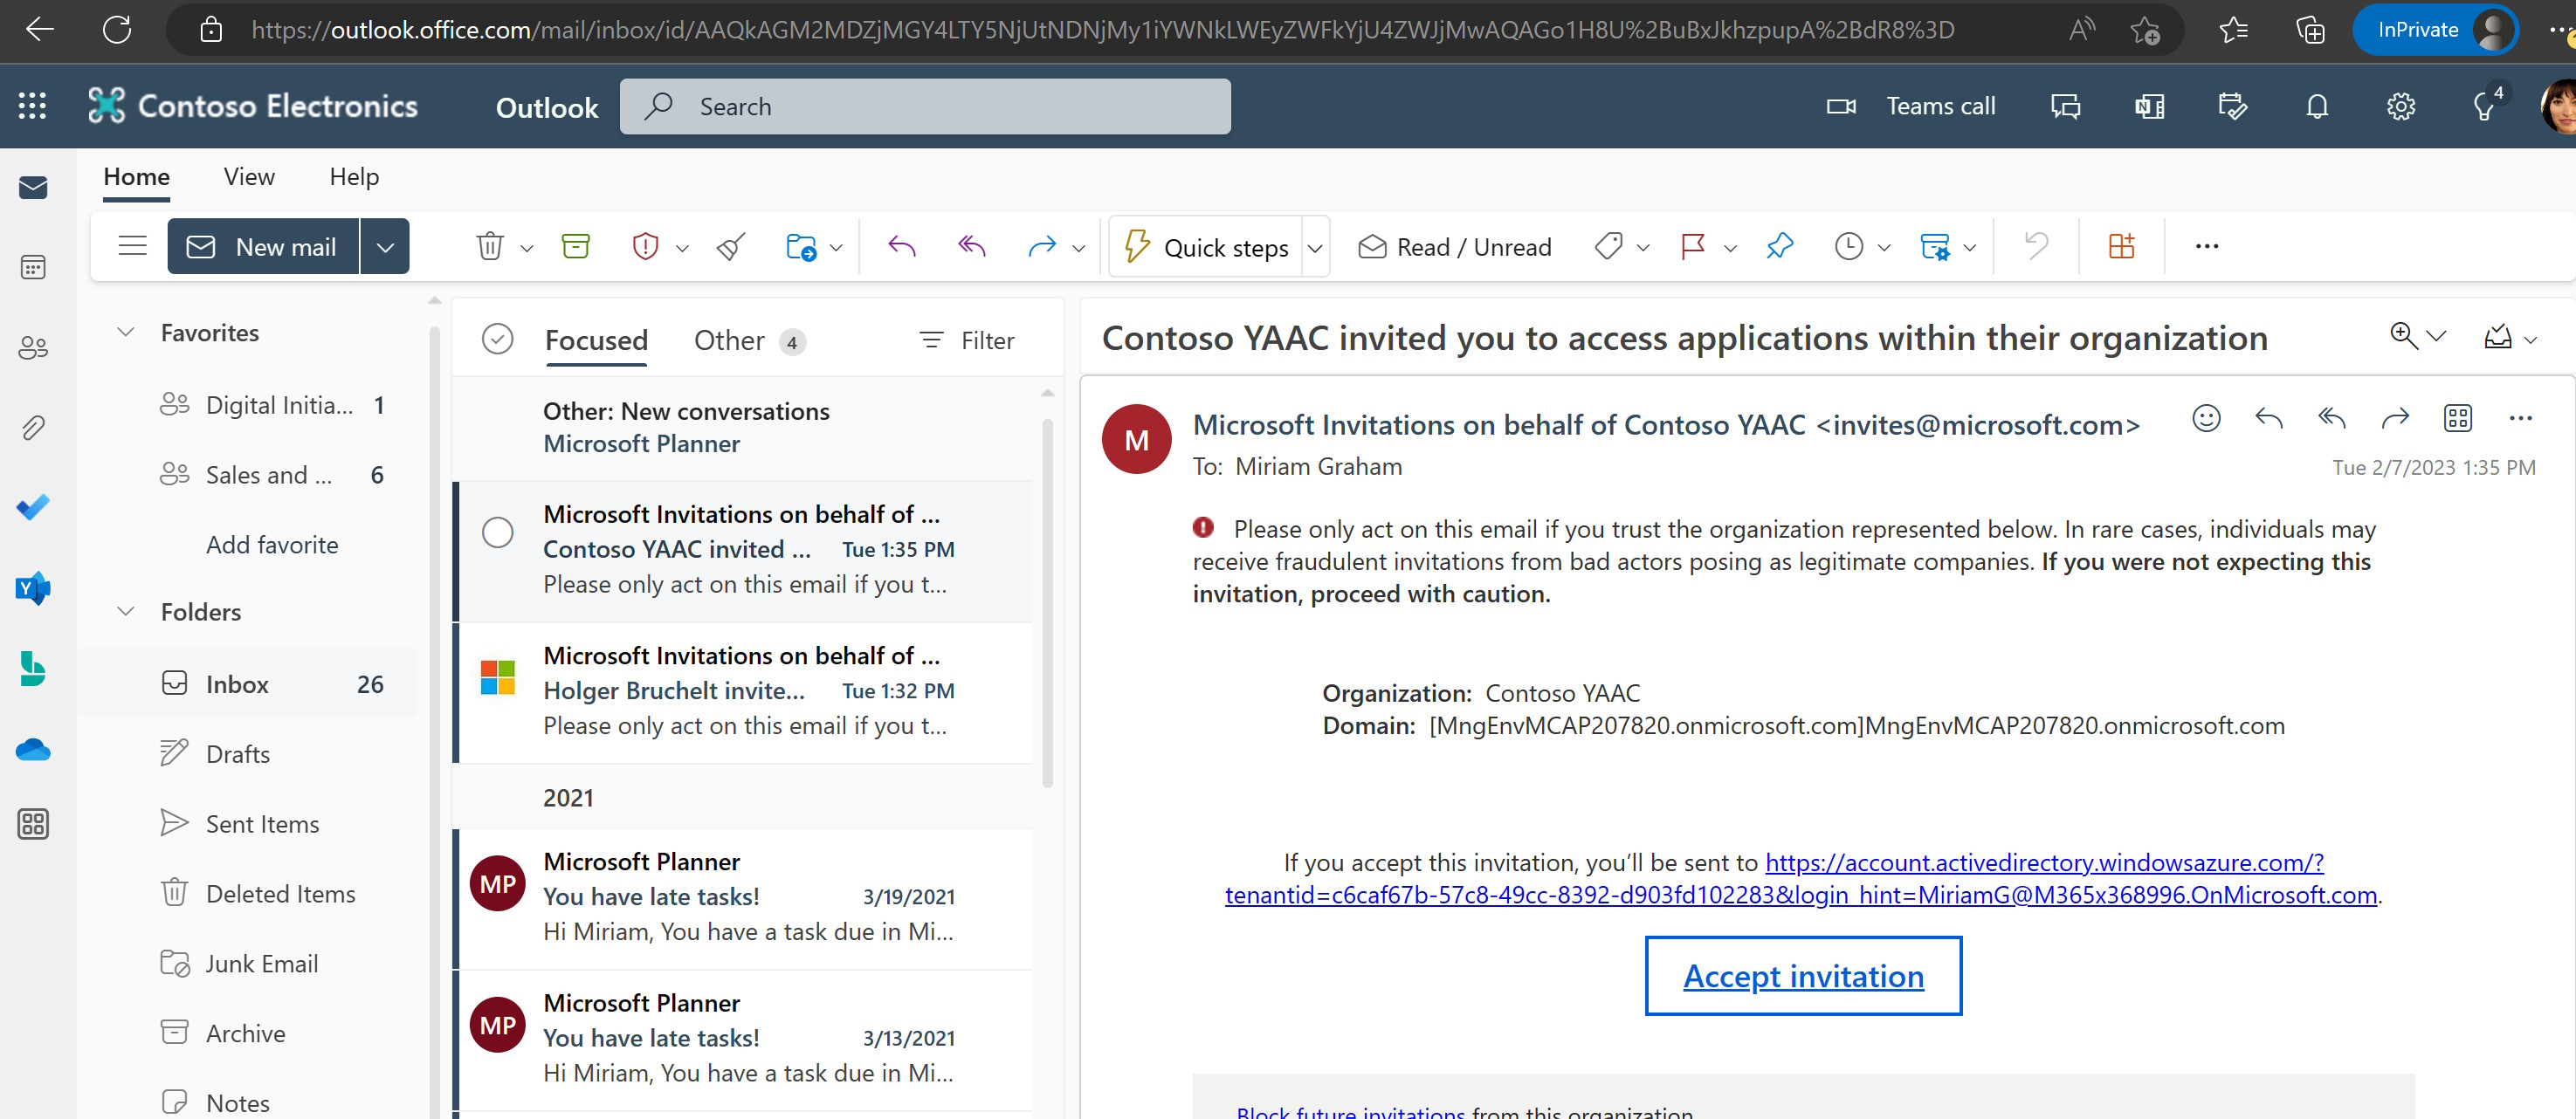 https://outlook.office.com/mail/inbox/id/AAQkAGM2MDZjMGY4LTY5NjUtNDNjMy1iYWNkLWEyZWFkYjU4ZWJjMwAQAGo1H8U%2BuBxJkhzpupA%2BdR8%3D
InPrivate
Contoso Electronics
Outlook
Search
Teams call
4
Home
View
Help
New mail
Quick steps
Read / Unread
Favorites
Digital Initia... 1
Sales and ... 6
Add favorite
Folders
Inbox 26
Drafts
Sent Items
Deleted Items
Junk Email
Archive
Notes
Focused
Other 4
Filter
Other: New conversations
Microsoft Planner
Microsoft Invitations on behalf of ...
Contoso YAAC invited ... Tue 1:35 PM
Please only act on this email if you t...
Microsoft Invitations on behalf of ...
Holger Bruchelt invite... Tue 1:32 PM
Please only act on this email if you t...
2021
MP
Microsoft Planner
You have late tasks! 3/19/2021
Hi Miriam, You have a task due in Mi...
MP
Microsoft Planner
You have late tasks! 3/13/2021
Hi Miriam, You have a task due in Mi...
Contoso YAAC invited you to access applications within their organization
M
Microsoft Invitations on behalf of Contoso YAAC <invites@microsoft.com>
To: Miriam Graham
Tue 2/7/2023 1:35 PM
Please only act on this email if you trust the organization represented below. In rare cases, individuals may
receive fraudulent invitations from bad actors posing as legitimate companies. If you were not expecting this
invitation, proceed with caution.
Organization: Contoso YAAC
Domain: [MngEnvMCAP207820.onmicrosoft.com]MngEnvMCAP207820.onmicrosoft.com
If you accept this invitation, you'll be sent to https://account.activedirectory.windowsazure.com/?
tenantid=c6caf67b-57c8-49cc-8392-d903fd102283&login_hint=MiriamG@M365x368996.OnMicrosoft.com.
Accept invitation
Block future invitations from this organization